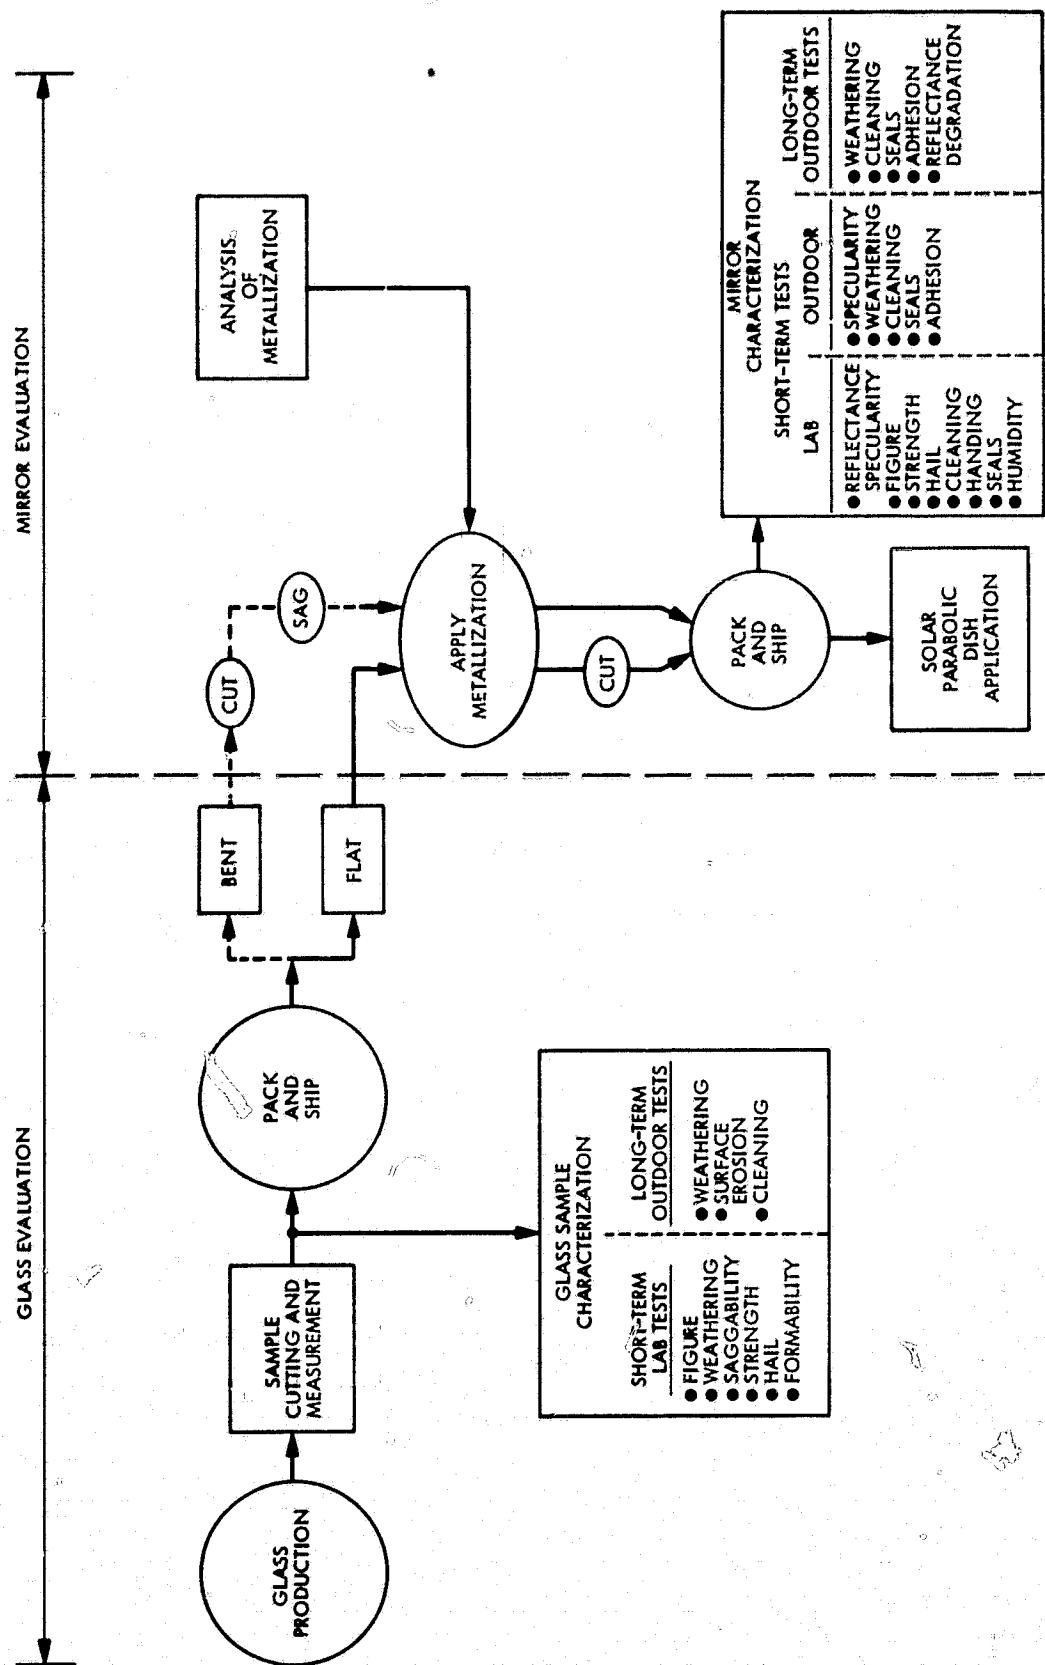 GLASS EVALUATION
MIRROR EVALUATION
GLASS
PRODUCTION
SAMPLE
CUTTING AND
MEASUREMENT
PACK
AND
SHIP
BENT
FLAT
CUT
SAG
ANALYSIS
OF
METALLIZATION
APPLY
METALLIZATION
CUT
PACK
AND
SHIP
SOLAR
PARABOLIC
DISH
APPLICATION
GLASS SAMPLE
CHARACTERIZATION
SHORT-TERM
LAB TESTS
● FIGURE
● WEATHERING
● SAGGABILITY
● STRENGTH
● HAIL
● FORMABILITY
LONG-TERM
OUTDOOR TESTS
● WEATHERING
● SURFACE
EROSION
● CLEANING
MIRROR
CHARACTERIZATION
SHORT-TERM TESTS
LAB
● REFLECTANCE
SPECULARITY
● FIGURE
● STRENGTH
● HAIL
● CLEANING
● HANDING
● SEALS
● HUMIDITY
OUTDOOR
● SPECULARITY
● WEATHERING
● CLEANING
● SEALS
● ADHESION
LONG-TERM
OUTDOOR TESTS
● WEATHERING
● CLEANING
● SEALS
● ADHESION
● REFLECTANCE
DEGRADATION